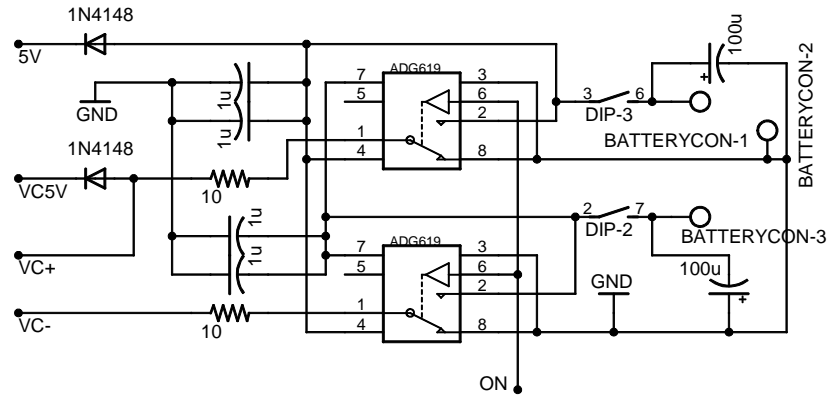 1N4148
5V
GND
1u
1u
ADG619
7
5
1
4
3
6
2
8
3
6
DIP-3
100u
+
BATTERYCON-2
BATTERYCON-1
1N4148
VC5V
10
VC+
1u
1u
ADG619
7
5
1
4
3
6
2
8
2
7
DIP-2
BATTERYCON-3
100u
+
GND
VC-
10
ON